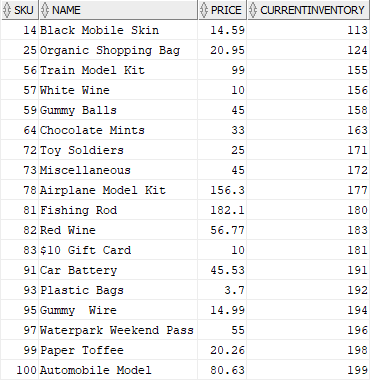 SKU NAME PRICE CURRENTINVENTORY
14 Black Mobile Skin 14.59 113
25 Organic Shopping Bag 20.95 124
56 Train Model Kit 99 155
57 White Wine 10 156
59 Gummy Balls 45 158
64 Chocolate Mints 33 163
72 Toy Soldiers 25 171
73 Miscellaneous 45 172
78 Airplane Model Kit 156.3 177
81 Fishing Rod 182.1 180
82 Red Wine 56.77 183
83 $10 Gift Card 10 181
91 Car Battery 45.53 191
93 Plastic Bags 3.7 192
95 Gummy  Wire 14.99 194
97 Waterpark Weekend Pass 55 196
99 Paper Toffee 20.26 198
100 Automobile Model 80.63 199